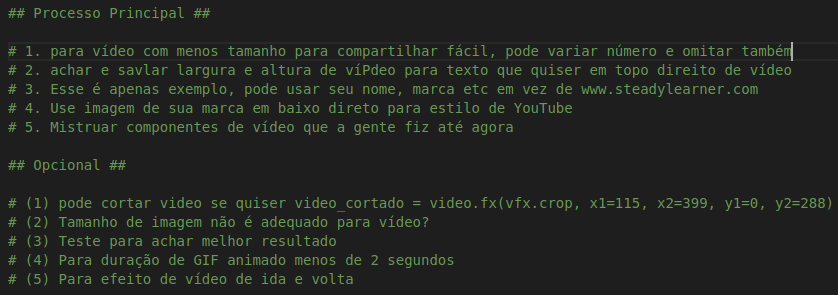 ## Processo Principal ##
# 1. para vídeo com menos tamanho para compartilhar fácil, pode variar número e omitar também
# 2. achar e savlar largura e altura de víPdeo para texto que quiser em topo direito de vídeo
# 3. Esse é apenas exemplo, pode usar seu nome, marca etc em vez de www.steadylearner.com
# 4. Use imagem de sua marca em baixo direto para estilo de YouTube
# 5. Mistruar componentes de vídeo que a gente fiz até agora
## Opcional ##
# (1) pode cortar video se quiser video_cortado = video.fx(vfx.crop, x1=115, x2=399, y1=0, y2=288)
# (2) Tamanho de imagem não é adequado para vídeo?
# (3) Teste para achar melhor resultado
# (4) Para duração de GIF animado menos de 2 segundos
# (5) Para efeito de vídeo de ida e volta